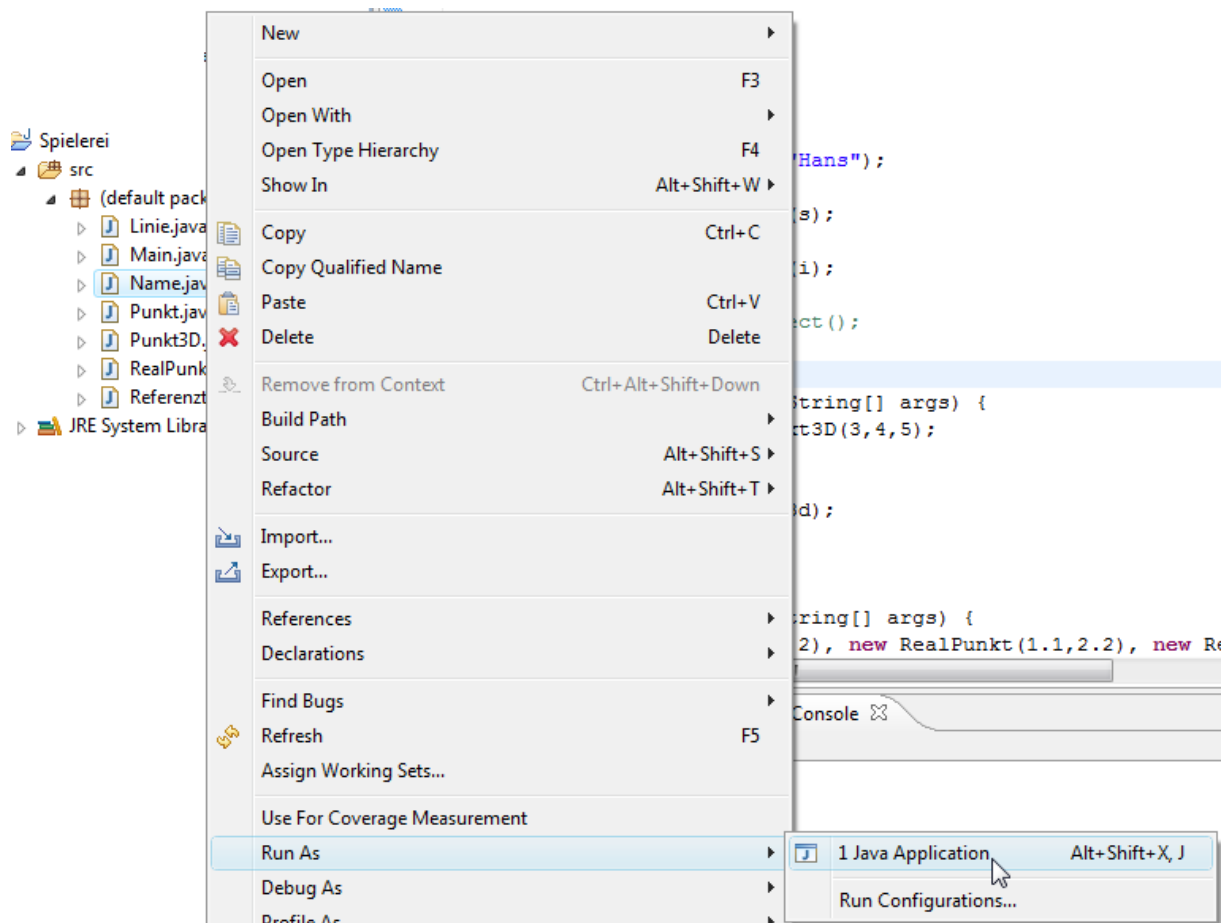 Spielerei
src
(default pack
Linie.java
Main.java
Name.jav
Punkt.jav
Punkt3D.
RealPunk
Referenzt
JRE System Libra
New
Open F3
Open With
Open Type Hierarchy F4
Show In Alt+Shift+W
Copy Ctrl+C
Copy Qualified Name
Paste Ctrl+V
Delete Delete
Remove from Context Ctrl+Alt+Shift+Down
Build Path
Source Alt+Shift+S
Refactor Alt+Shift+T
Import...
Export...
References
Declarations
Find Bugs
Refresh F5
Assign Working Sets...
Use For Coverage Measurement
Run As
Debug As
Profile As
1 Java Application Alt+Shift+X, J
Run Configurations...
"Hans");
(s);
(i);
ect();
String[] args) {
kt3D(3,4,5);
3d);
tring[] args) {
2), new RealPunkt(1.1,2.2), new Re
Console